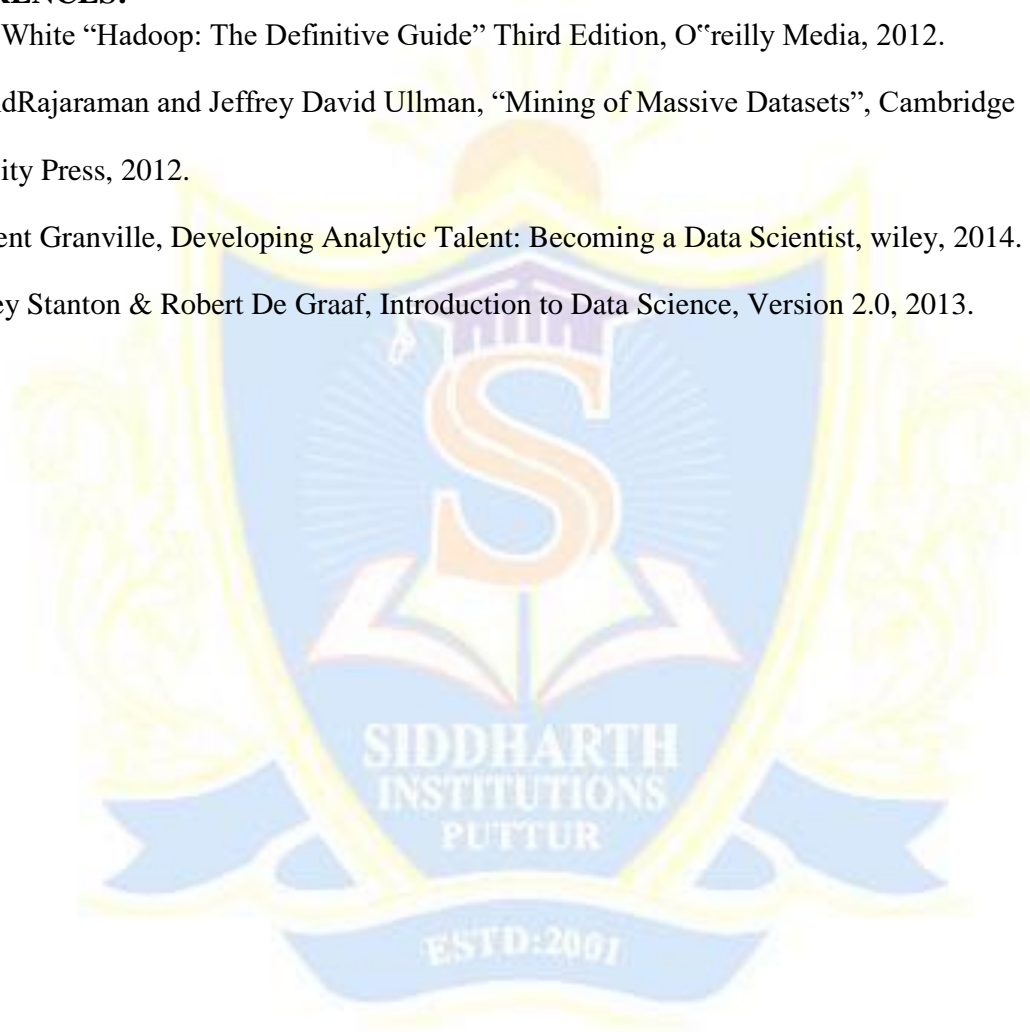 RENCES:
White “Hadoop: The Definitive Guide” Third Edition, O‟reilly Media, 2012.
dRajaraman and Jeffrey David Ullman, “Mining of Massive Datasets”, Cambridge
ity Press, 2012.
ent Granville, Developing Analytic Talent: Becoming a Data Scientist, wiley, 2014.
ey Stanton & Robert De Graaf, Introduction to Data Science, Version 2.0, 2013.
S
SIDDHARTH
INSTITUTIONS
PUTTUR
ESTD:2001